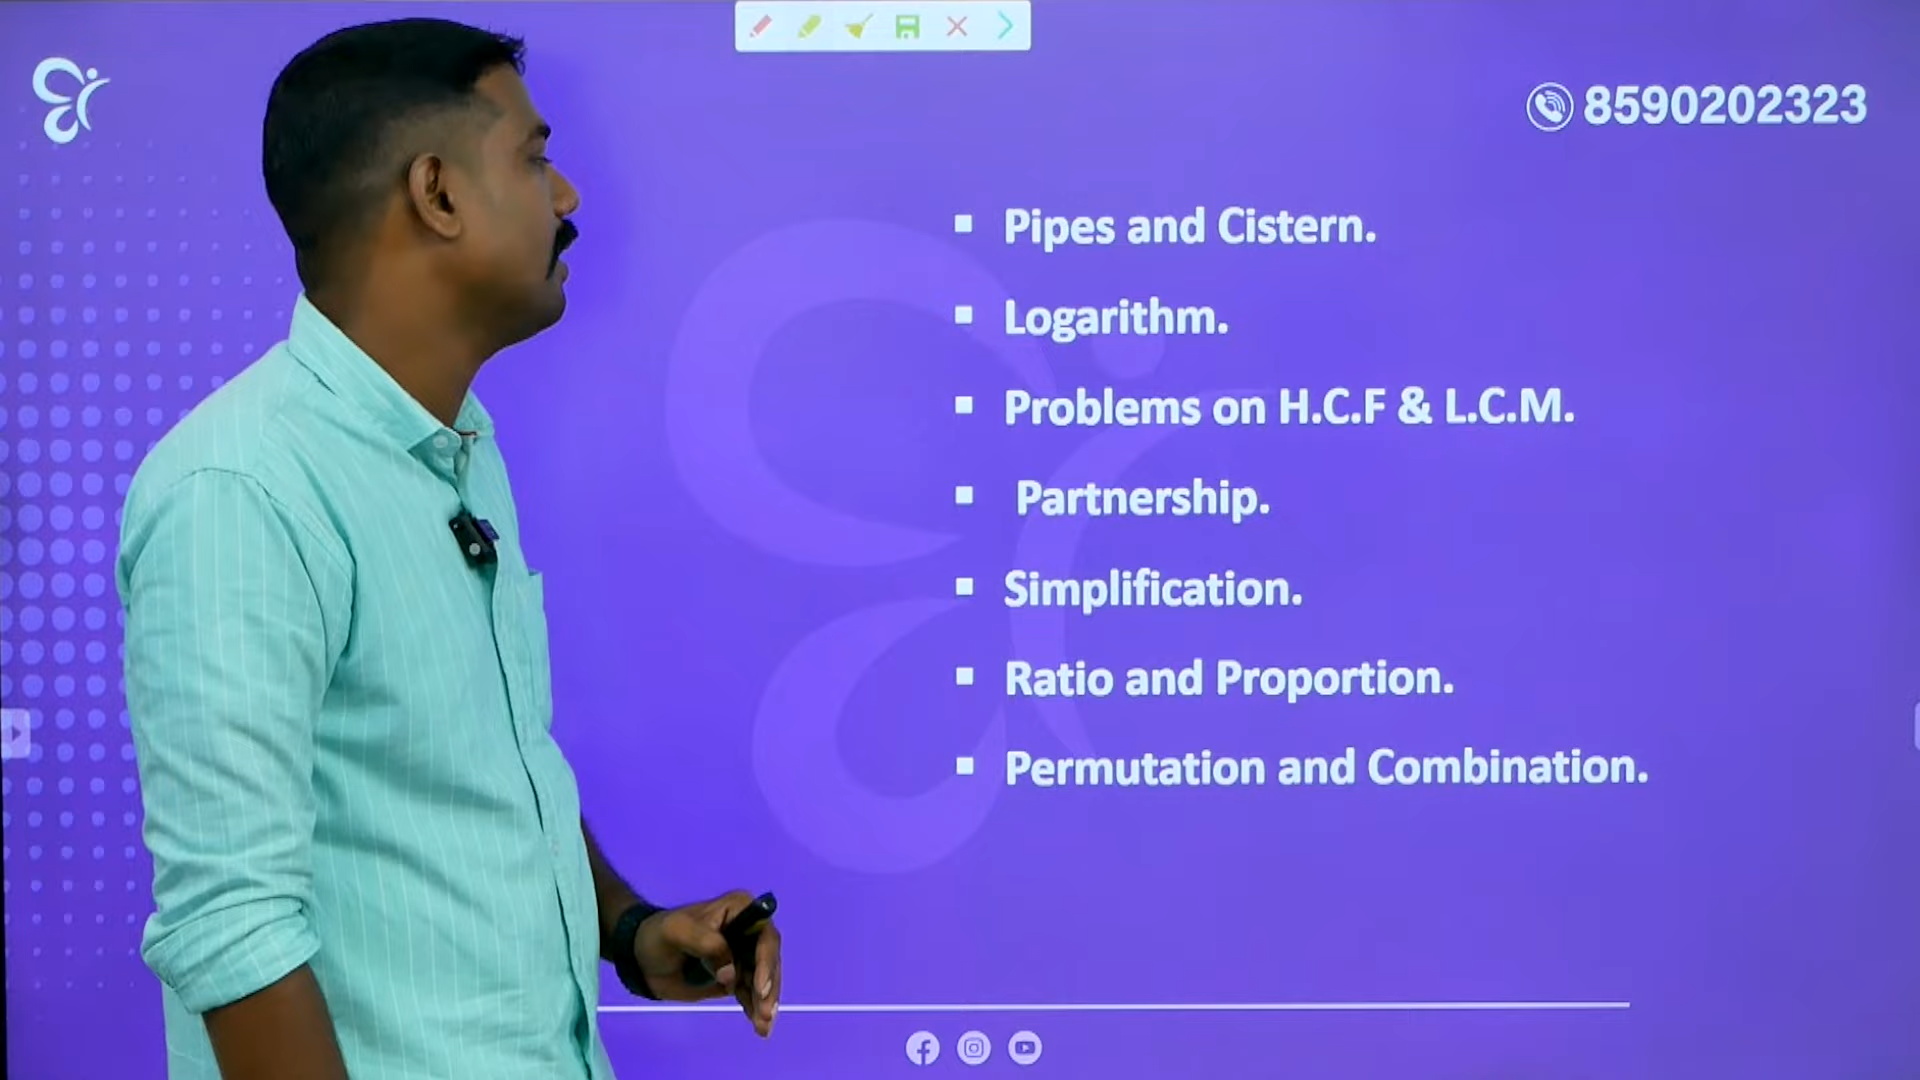 8590202323
▪ Pipes and Cistern.
▪ Logarithm.
▪ Problems on H.C.F & L.C.M.
▪ Partnership.
▪ Simplification.
▪ Ratio and Proportion.
▪ Permutation and Combination.